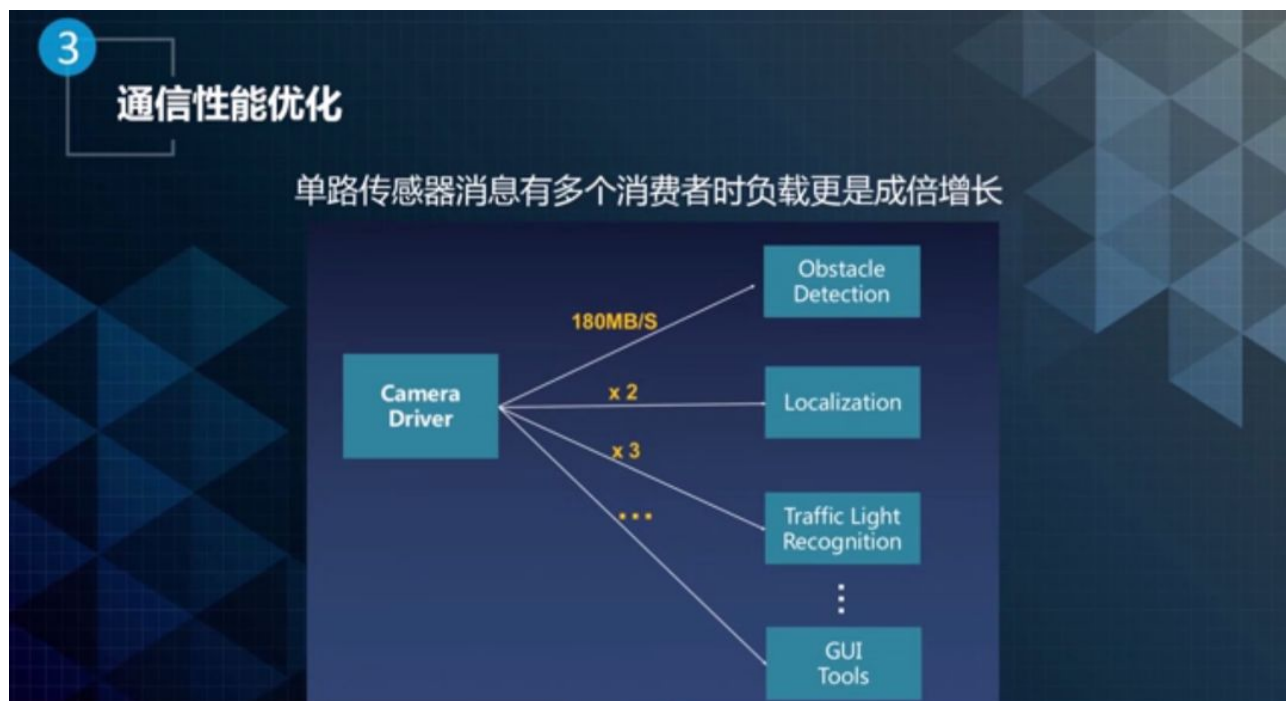 3
通信性能优化
单路传感器消息有多个消费者时负载更是成倍增长
Obstacle
Detection
180MB/S
Camera
Driver
x 2
Localization
x 3
Traffic Light
Recognition
GUI
Tools